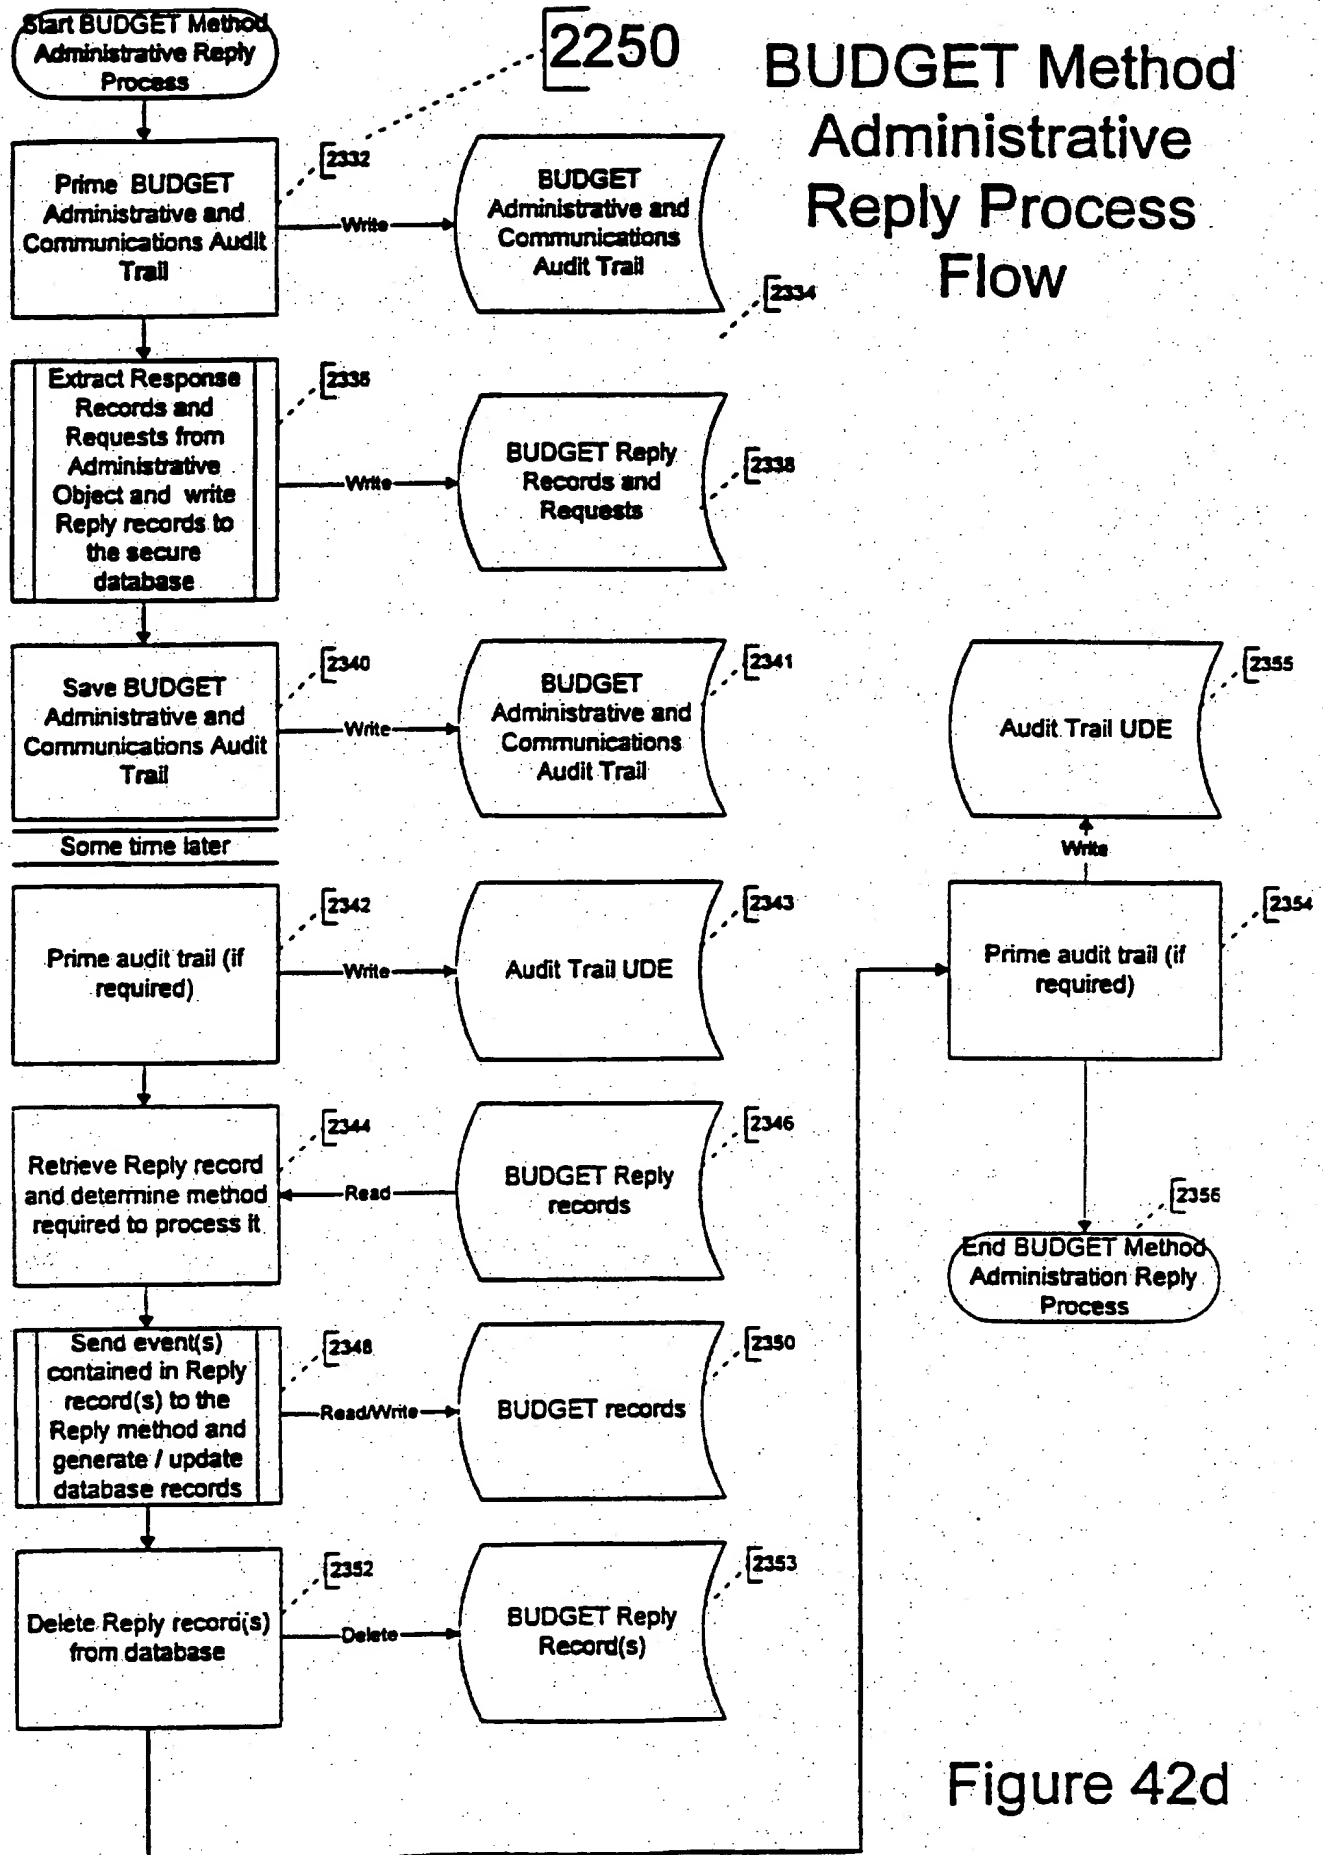 Start BUDGET Method
Administrative Reply
Process
2250
BUDGET Method
Administrative
Reply Process
Flow
Prime BUDGET
Administrative and
Communications Audit
Trail
2332
Write
BUDGET
Administrative and
Communications
Audit Trail
2334
Extract Response
Records and
Requests from
Administrative
Object and write
Reply records to
the secure
database
2336
Write
BUDGET Reply
Records and
Requests
2338
Save BUDGET
Administrative and
Communications Audit
Trail
2340
Write
BUDGET
Administrative and
Communications
Audit Trail
2341
Some time later
Prime audit trail (if
required)
2342
Write
Audit Trail UDE
2343
Retrieve Reply record
and determine method
required to process it
2344
Read
BUDGET Reply
records
2346
Send event(s)
contained in Reply
record(s) to the
Reply method and
generate / update
database records
2348
Read/Write
BUDGET records
2350
Delete Reply record(s)
from database
2352
Delete
BUDGET Reply
Record(s)
2353
Audit Trail UDE
2355
Write
Prime audit trail (if
required)
2354
2356
End BUDGET Method
Administration Reply
Process
Figure 42d